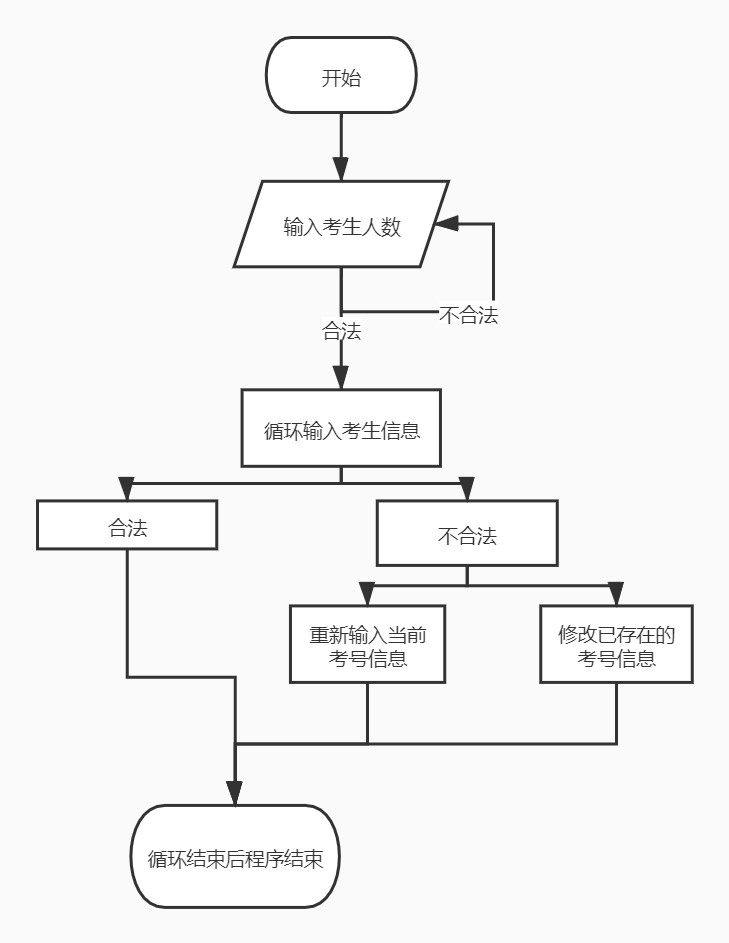 开始
输入考生人数
不合法
合法
循环输入考生信息
合法
不合法
重新输入当前
考号信息
修改已存在的
考号信息
循环结束后程序结束